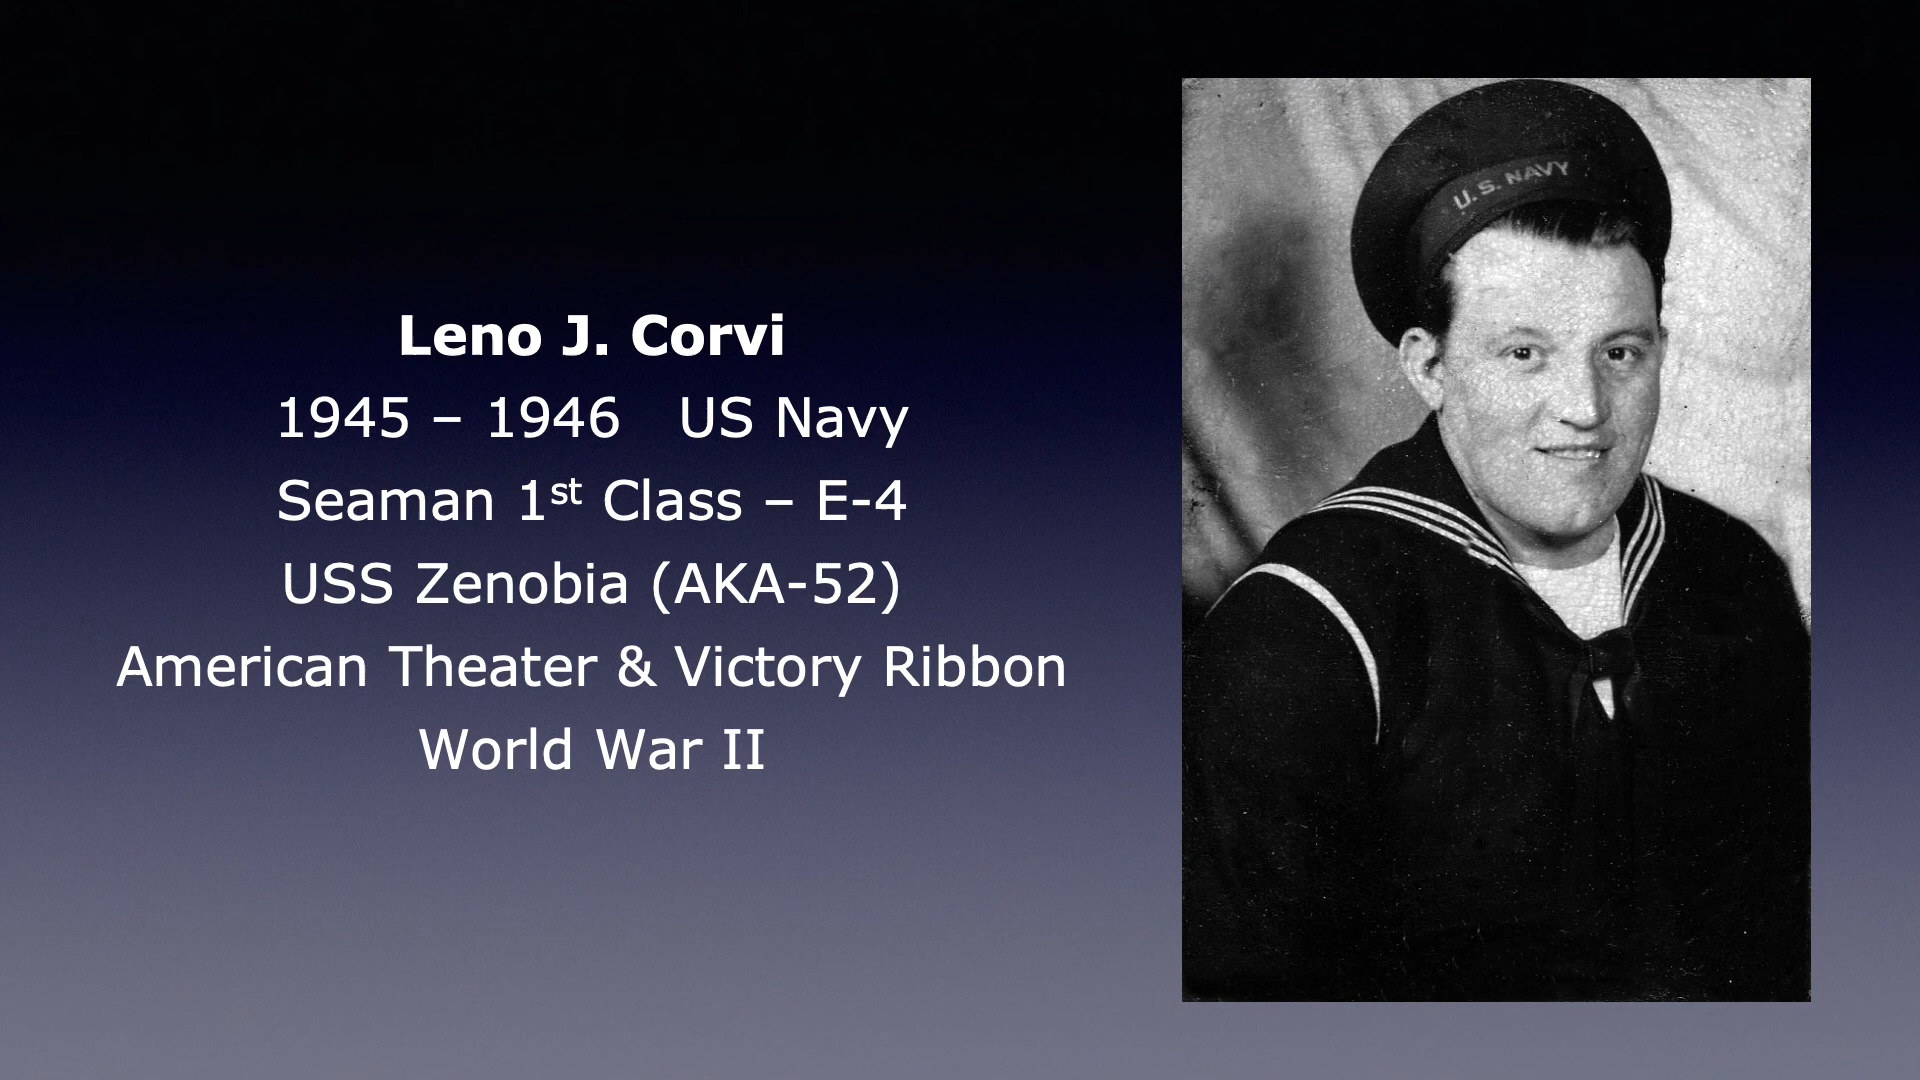 Leno J. Corvi
1945 – 1946 US Navy
Seaman 1st Class – E-4
USS Zenobia (AKA-52)
American Theater & Victory Ribbon
World War II
U.S. NAVY